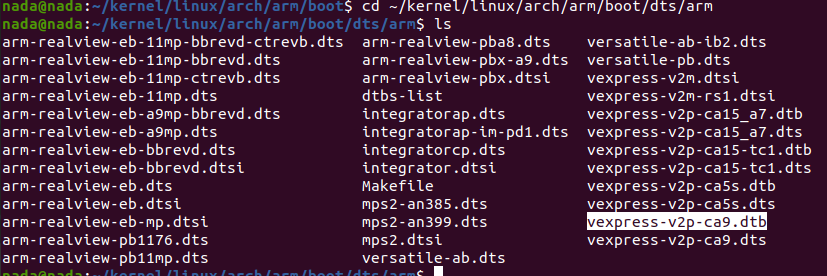 nada@nada:~/kernel/linux/arch/arm/boot$ cd ~/kernel/linux/arch/arm/boot/dts/arm
nada@nada:~/kernel/linux/arch/arm/boot/dts/arm$ ls
arm-realview-eb-11mp-bbrevd-ctrevb.dts arm-realview-pba8.dts versatile-ab-ib2.dts
arm-realview-eb-11mp-bbrevd.dts arm-realview-pbx-a9.dts versatile-pb.dts
arm-realview-eb-11mp-ctrevb.dts arm-realview-pbx.dtsi vexpress-v2m.dtsi
arm-realview-eb-11mp.dts dtbs-list vexpress-v2m-rs1.dtsi
arm-realview-eb-a9mp-bbrevd.dts integratorap.dts vexpress-v2p-ca15_a7.dtb
arm-realview-eb-a9mp.dts integratorap-im-pd1.dts vexpress-v2p-ca15_a7.dts
arm-realview-eb-bbrevd.dts integratorcp.dts vexpress-v2p-ca15-tc1.dtb
arm-realview-eb-bbrevd.dtsi integrator.dtsi vexpress-v2p-ca15-tc1.dts
arm-realview-eb.dts Makefile vexpress-v2p-ca5s.dtb
arm-realview-eb.dtsi mps2-an385.dts vexpress-v2p-ca5s.dts
arm-realview-eb-mp.dtsi mps2-an399.dts vexpress-v2p-ca9.dtb
arm-realview-pb1176.dts mps2.dtsi vexpress-v2p-ca9.dts
arm-realview-pb11mp.dts versatile-ab.dts
nada@nada:~/kernel/linux/arch/arm/boot/dts/arm$